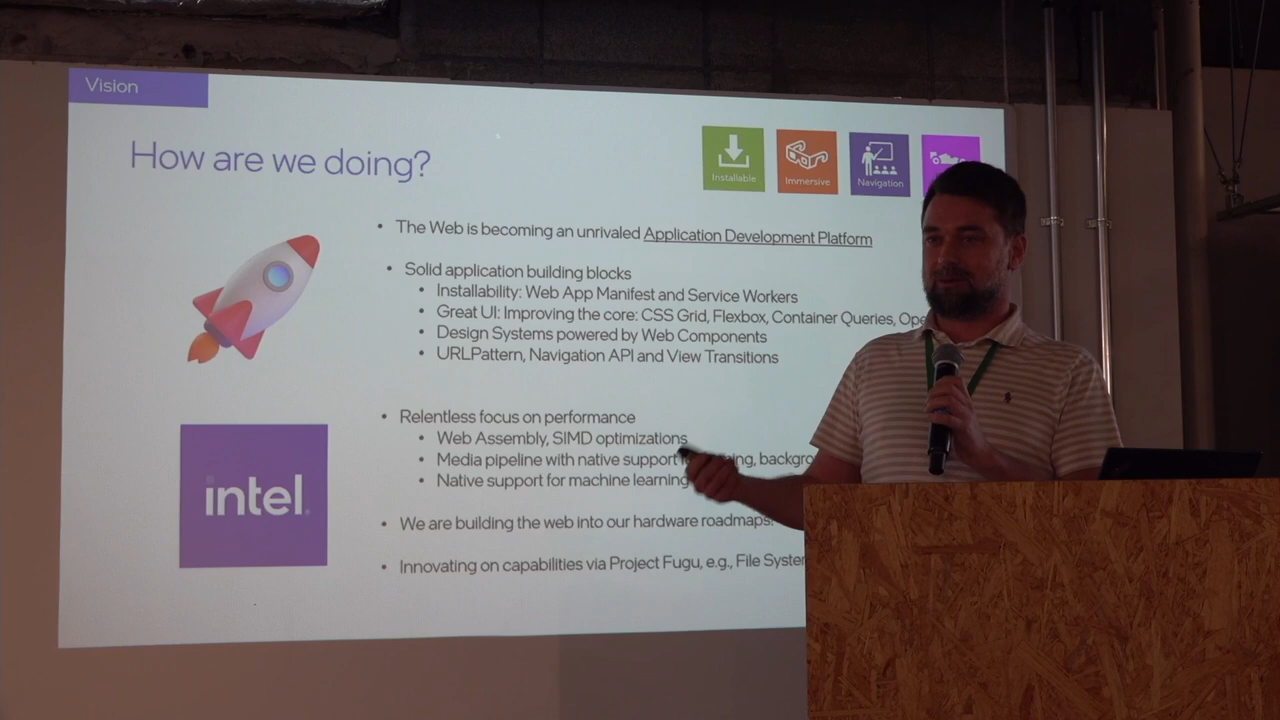 Vision
How are we doing?
Installable
Immersive
Navigation
• The Web is becoming an unrivaled Application Development Platform
• Solid application building blocks
• Installability: Web App Manifest and Service Workers
• Great UI: Improving the core: CSS Grid, Flexbox, Container Queries,
• Design Systems powered by Web Components
• URLPattern, Navigation API and View Transitions
• Relentless focus on performance
• Web Assembly, SIMD optimizations
• Media pipeline with native support
• Native support for machine learning
intel.
• We are building the web into our hardware roadmaps!
• Innovating on capabilities via Project Fugu, e.g., File